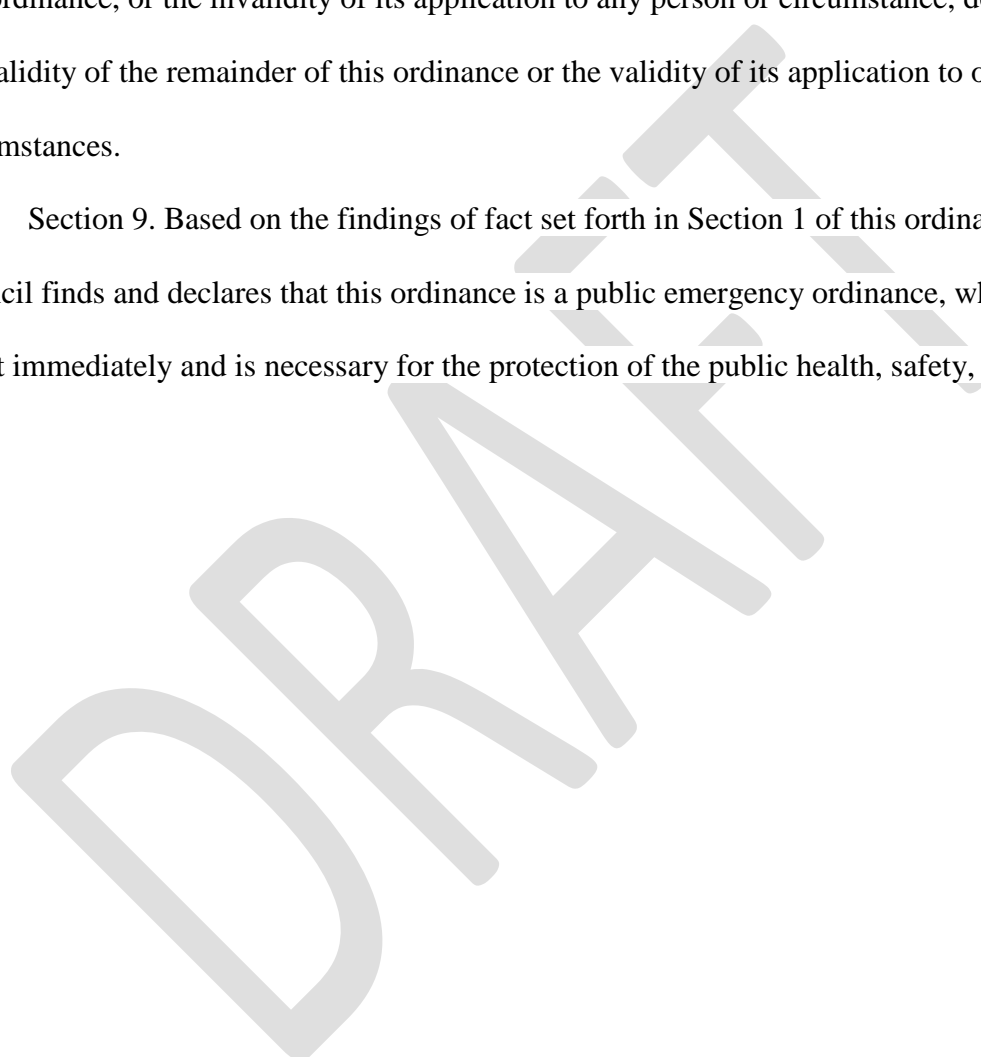 ordinance, or the invalidity of its application to any person or circumstance, d
alidity of the remainder of this ordinance or the validity of its application to o
mstances.
Section 9. Based on the findings of fact set forth in Section 1 of this ordina
cil finds and declares that this ordinance is a public emergency ordinance, wh
t immediately and is necessary for the protection of the public health, safety,
DRAFT